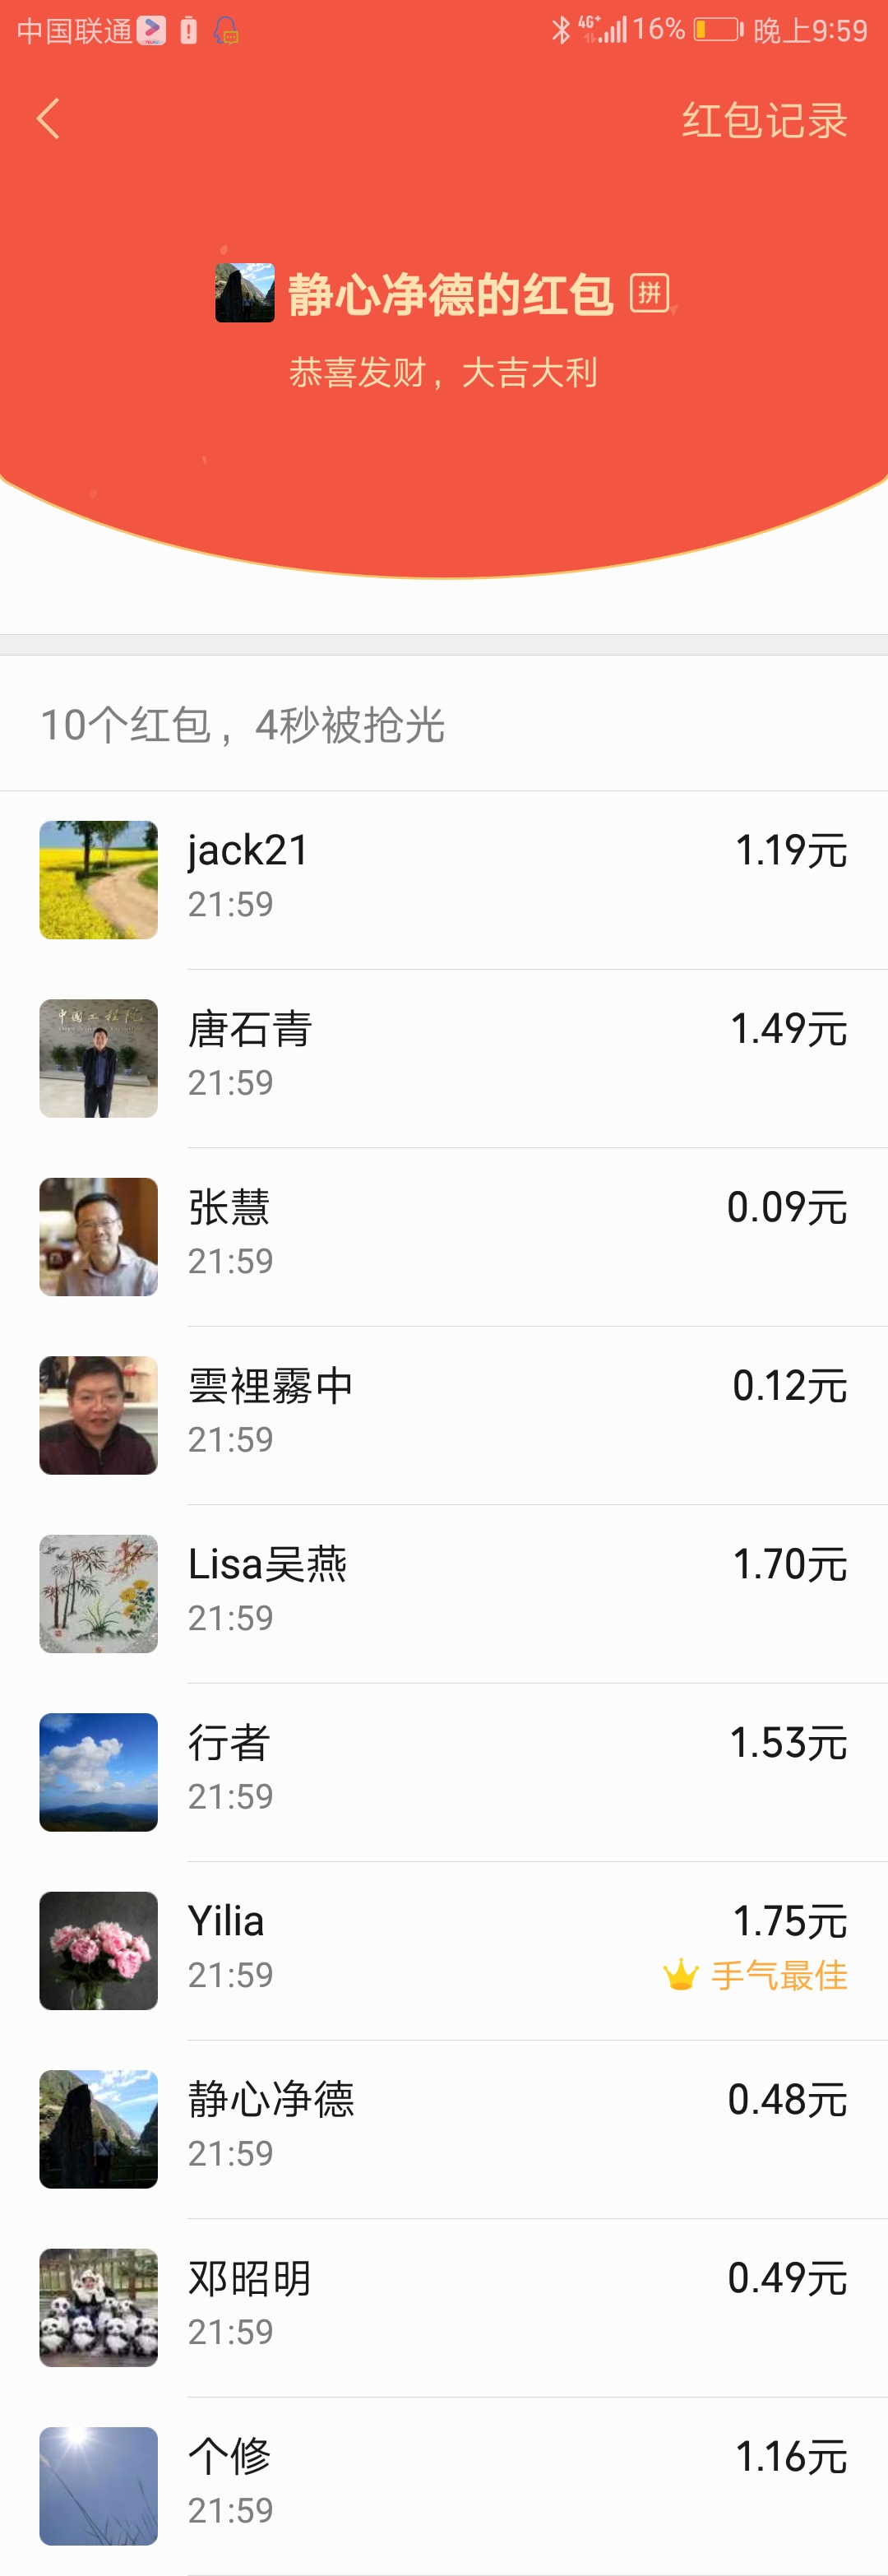 中国联通 4G+ 16% 晚上9:59
红包记录
静心净德的红包 拼
恭喜发财，大吉大利
10个红包，4秒被抢光
jack21 1.19元
21:59
唐石青 1.49元
21:59
张慧 0.09元
21:59
雲裡霧中 0.12元
21:59
Lisa吴燕 1.70元
21:59
行者 1.53元
21:59
Yilia 1.75元
21:59 手气最佳
静心净德 0.48元
21:59
邓昭明 0.49元
21:59
个修 1.16元
21:59